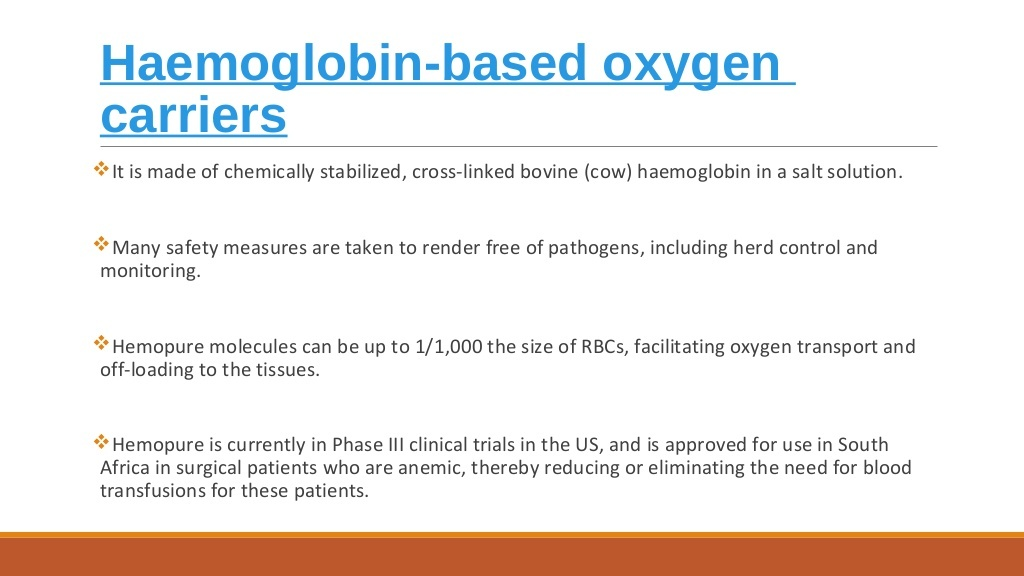 Haemoglobin-based oxygen
carriers
❖It is made of chemically stabilized, cross-linked bovine (cow) haemoglobin in a salt solution.
❖Many safety measures are taken to render free of pathogens, including herd control and
monitoring.
❖Hemopure molecules can be up to 1/1,000 the size of RBCs, facilitating oxygen transport and
off-loading to the tissues.
❖Hemopure is currently in Phase III clinical trials in the US, and is approved for use in South
Africa in surgical patients who are anemic, thereby reducing or eliminating the need for blood
transfusions for these patients.